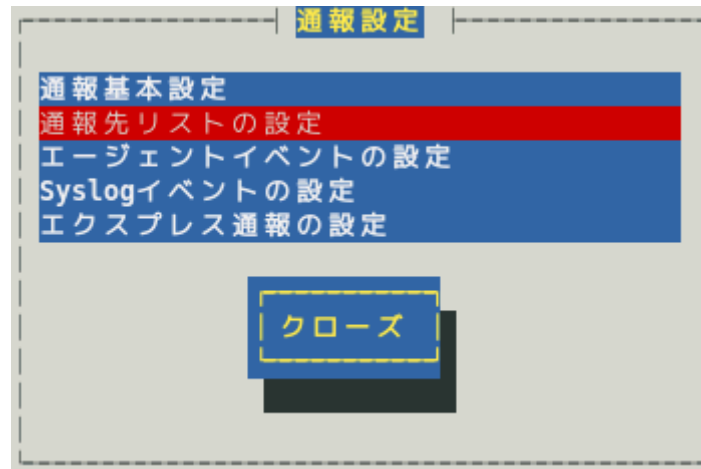 通報設定
通報基本設定
通報先リストの設定
エージェントイベントの設定
Syslogイベントの設定
エクスプレス通報の設定
クローズ